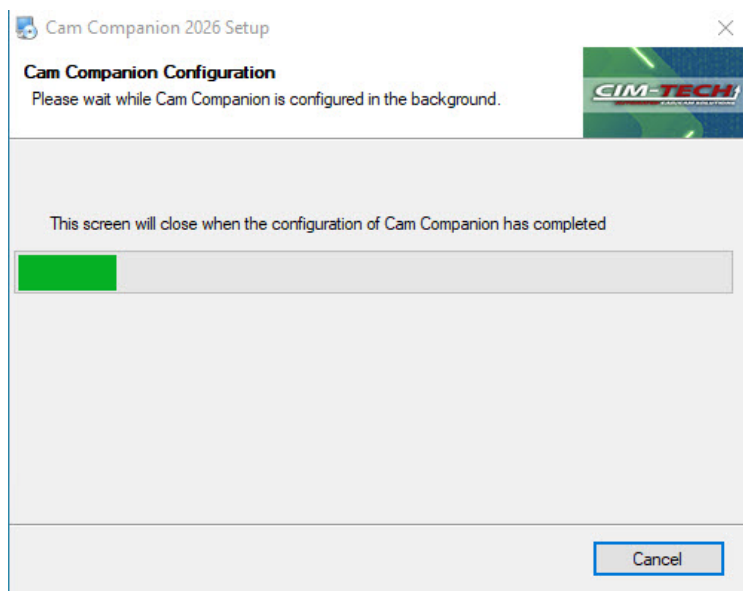 Cam Companion 2026 Setup
Cam Companion Configuration
Please wait while Cam Companion is configured in the background.
CIM-TECH
This screen will close when the configuration of Cam Companion has completed
Cancel